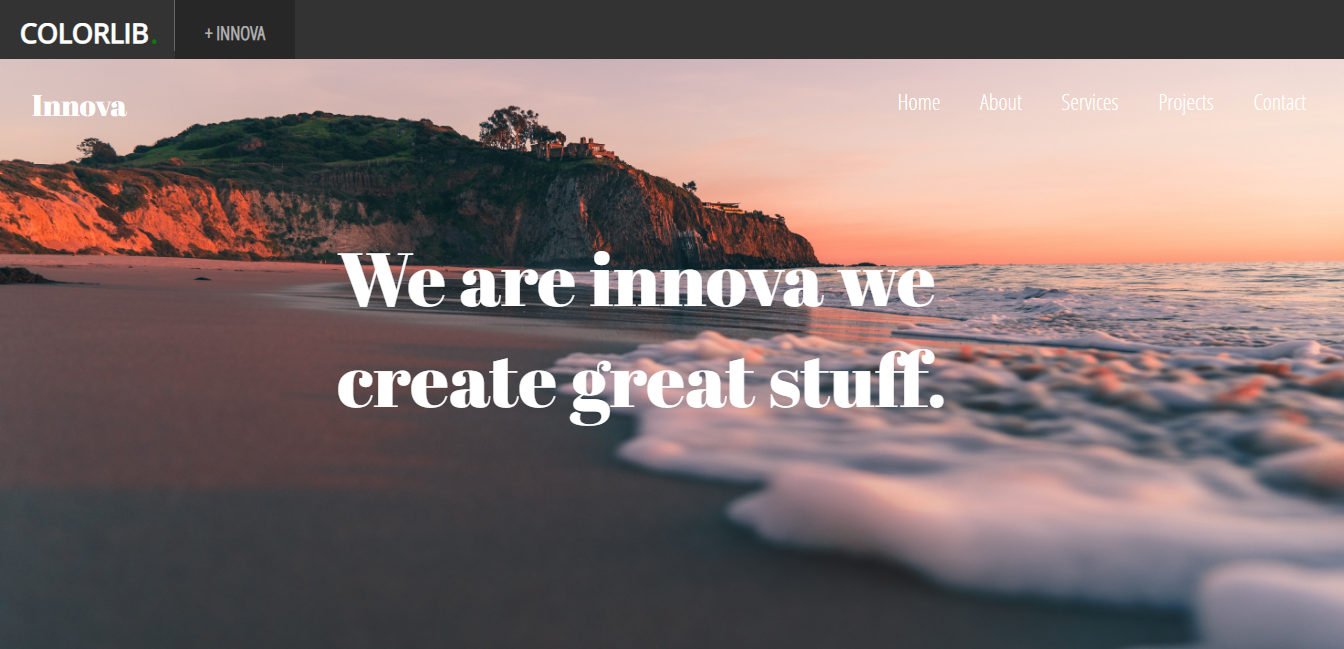 COLORLIB.
+ INNOVA
Innova
Home
About
Services
Projects
Contact
We are innova we
create great stuff.